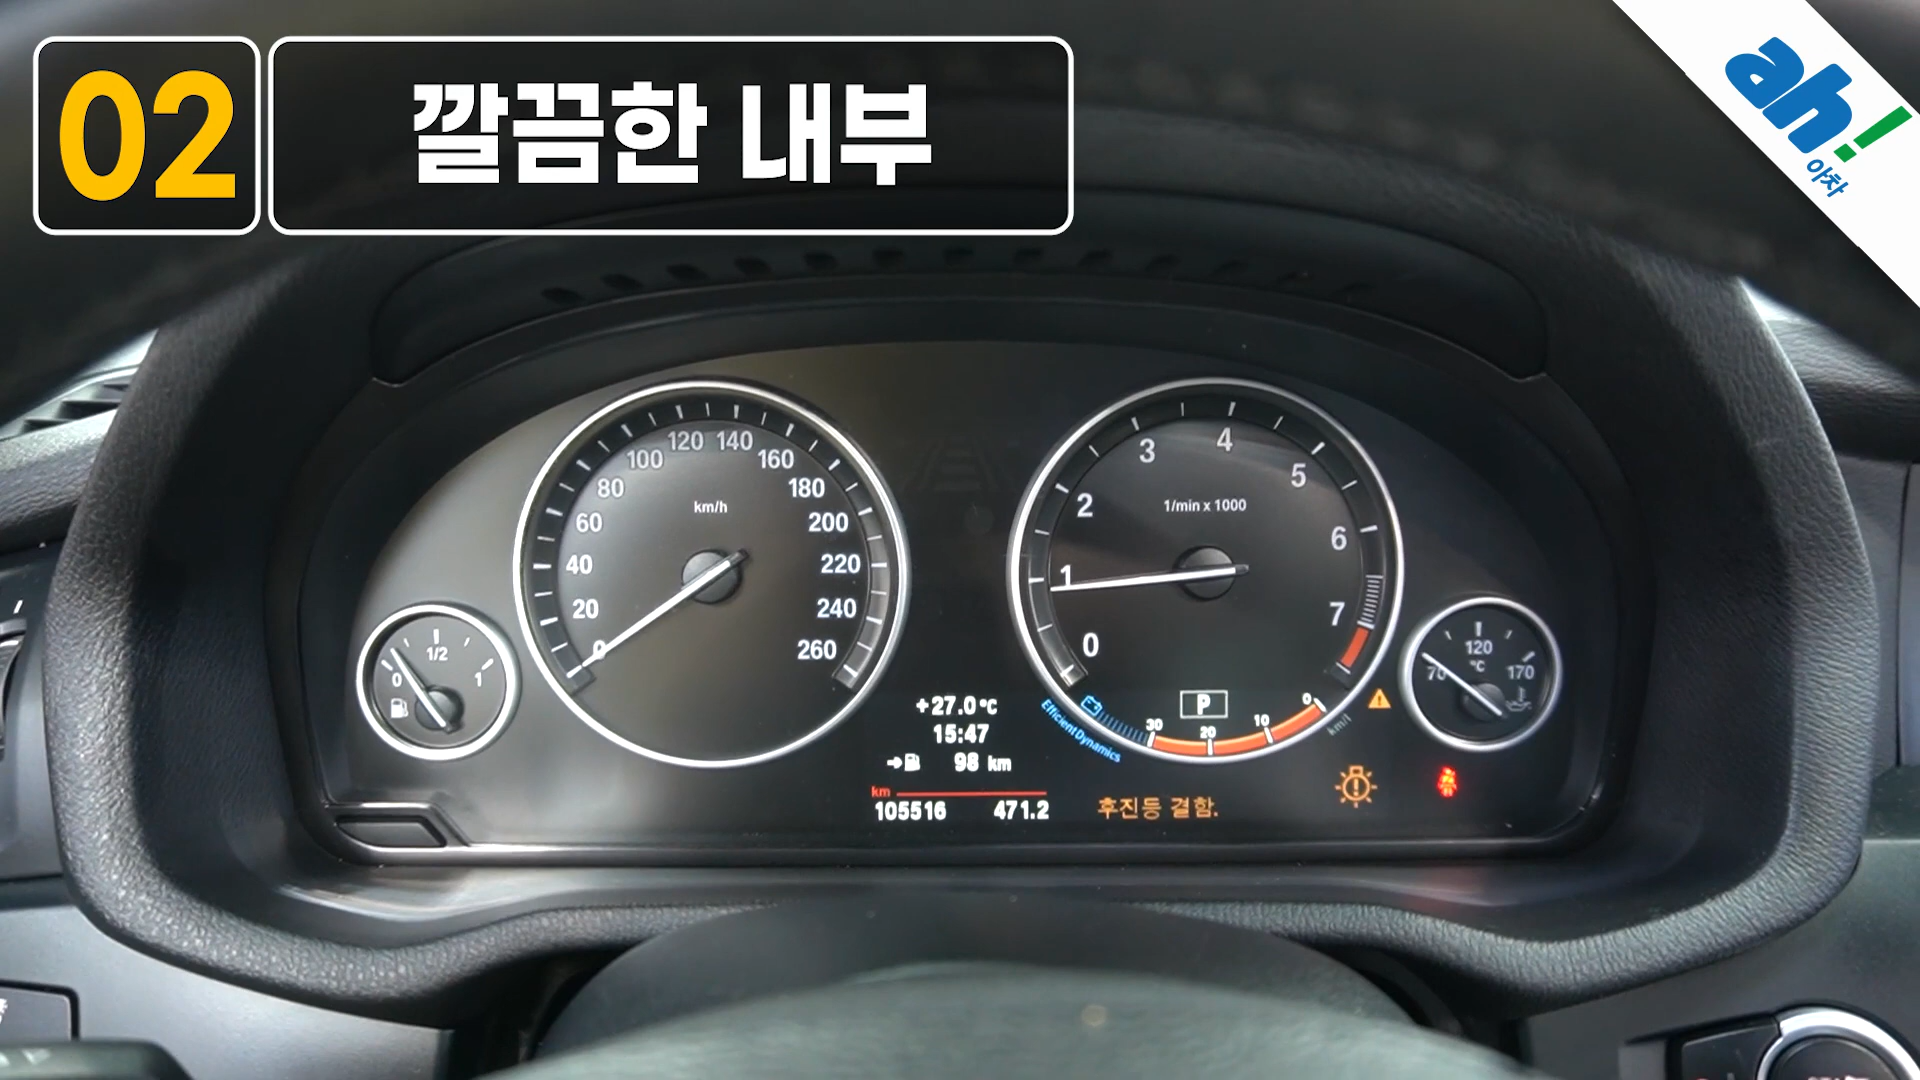 02
깔끔한 내부
ah!
아차
120 140
100 160
80 180
60 200
40 220
20 240
0 260
km/h
3 4 5
2 6
1 7
0
1/min x 1000
0 1/2 1
70 120 170
°C
+27.0°C
15:47
98 km
km
105516 471.2
P
30 20 10 0
km/l
EfficientDynamics
후진등 결함.